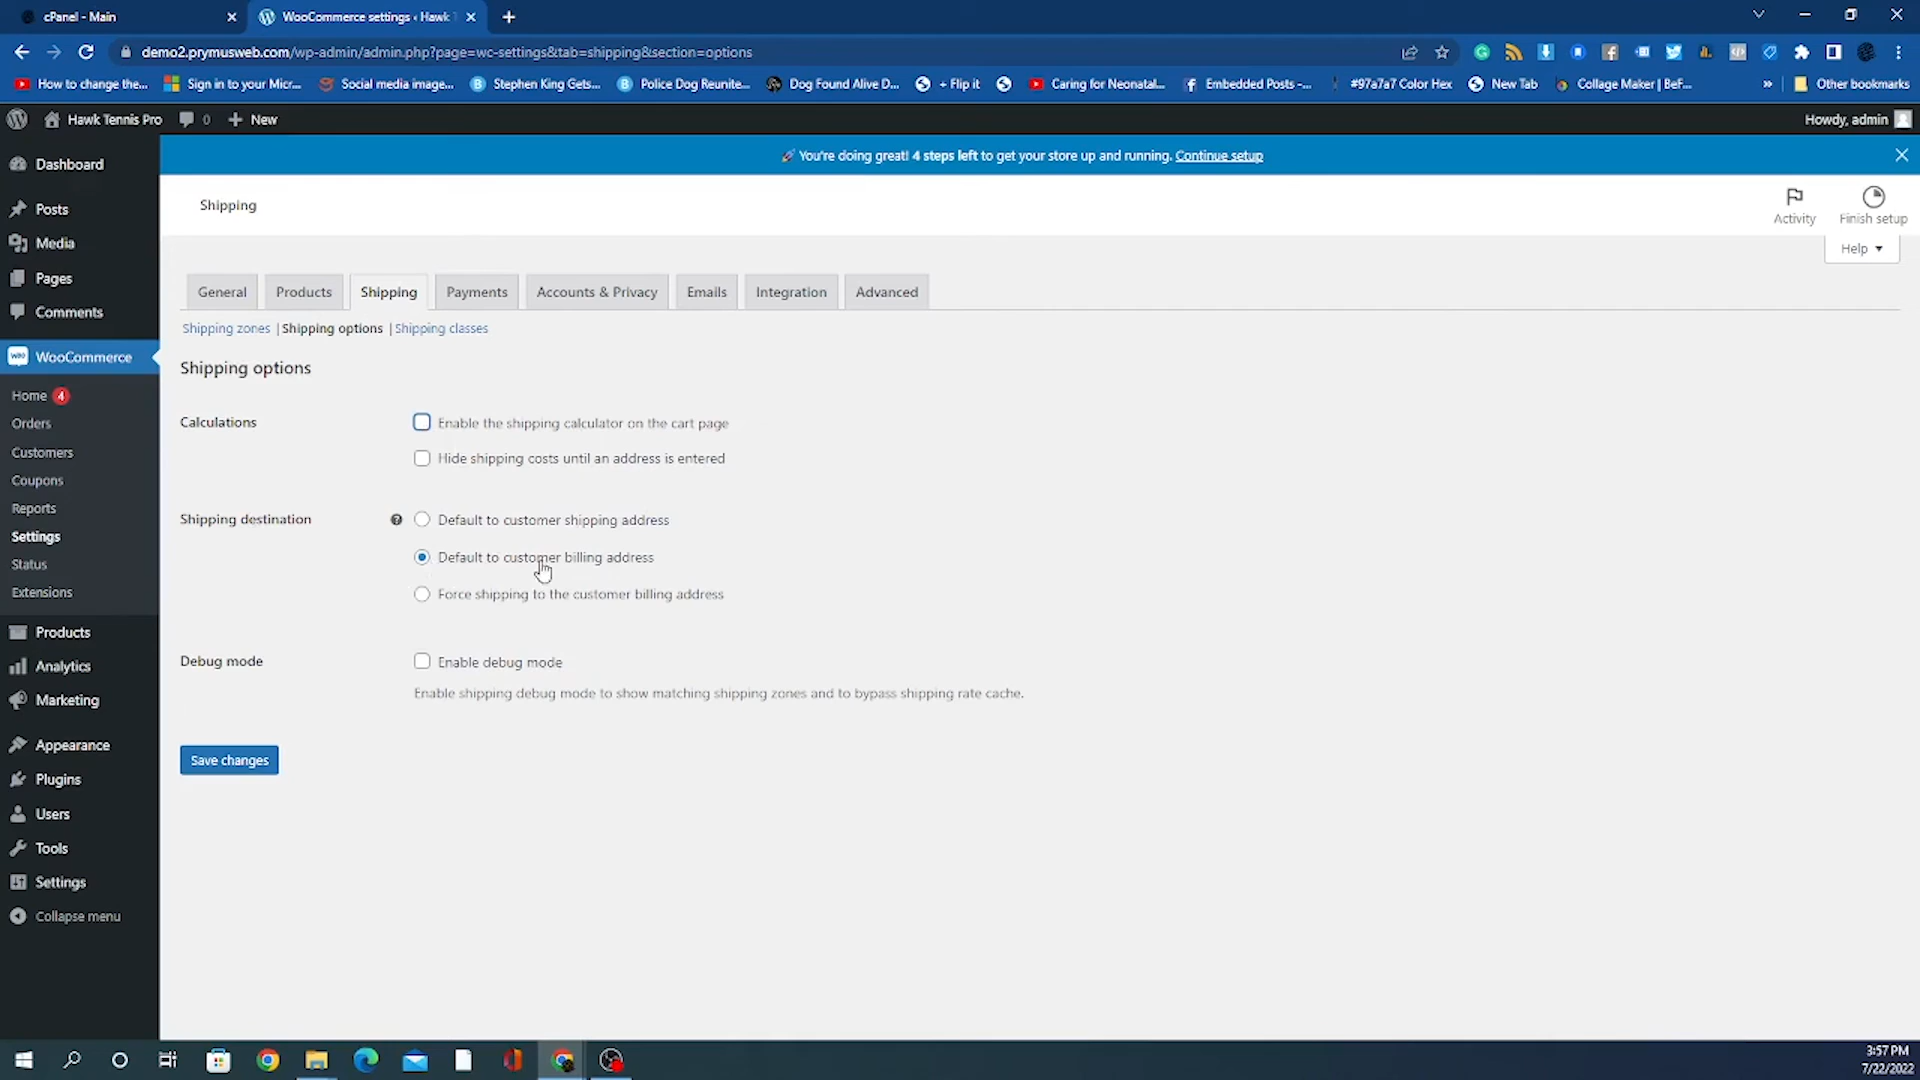 cPanel - Main
WooCommerce settings ‹ Hawk T
demo2.prymusweb.com/wp-admin/admin.php?page=wc-settings&tab=shipping&section=options
How to change the...
Sign in to your Micr...
Social media image...
Stephen King Gets...
Police Dog Reunite...
Dog Found Alive D...
+ Flip it
Caring for Neonatal...
Embedded Posts -...
#97a7a7 Color Hex
New Tab
Collage Maker | BeF...
»
Other bookmarks
Hawk Tennis Pro
0
+ New
Howdy, admin
You're doing great! 4 steps left to get your store up and running. Continue setup
Dashboard
Posts
Media
Pages
Comments
WooCommerce
Home 4
Orders
Customers
Coupons
Reports
Settings
Status
Extensions
Products
Analytics
Marketing
Appearance
Plugins
Users
Tools
Settings
Collapse menu
Shipping
Activity
Finish setup
Help
General
Products
Shipping
Payments
Accounts & Privacy
Emails
Integration
Advanced
Shipping zones | Shipping options | Shipping classes
Shipping options
Calculations
Enable the shipping calculator on the cart page
Hide shipping costs until an address is entered
Shipping destination
Default to customer shipping address
Default to customer billing address
Force shipping to the customer billing address
Debug mode
Enable debug mode
Enable shipping debug mode to show matching shipping zones and to bypass shipping rate cache.
Save changes
3:57 PM
7/22/2022